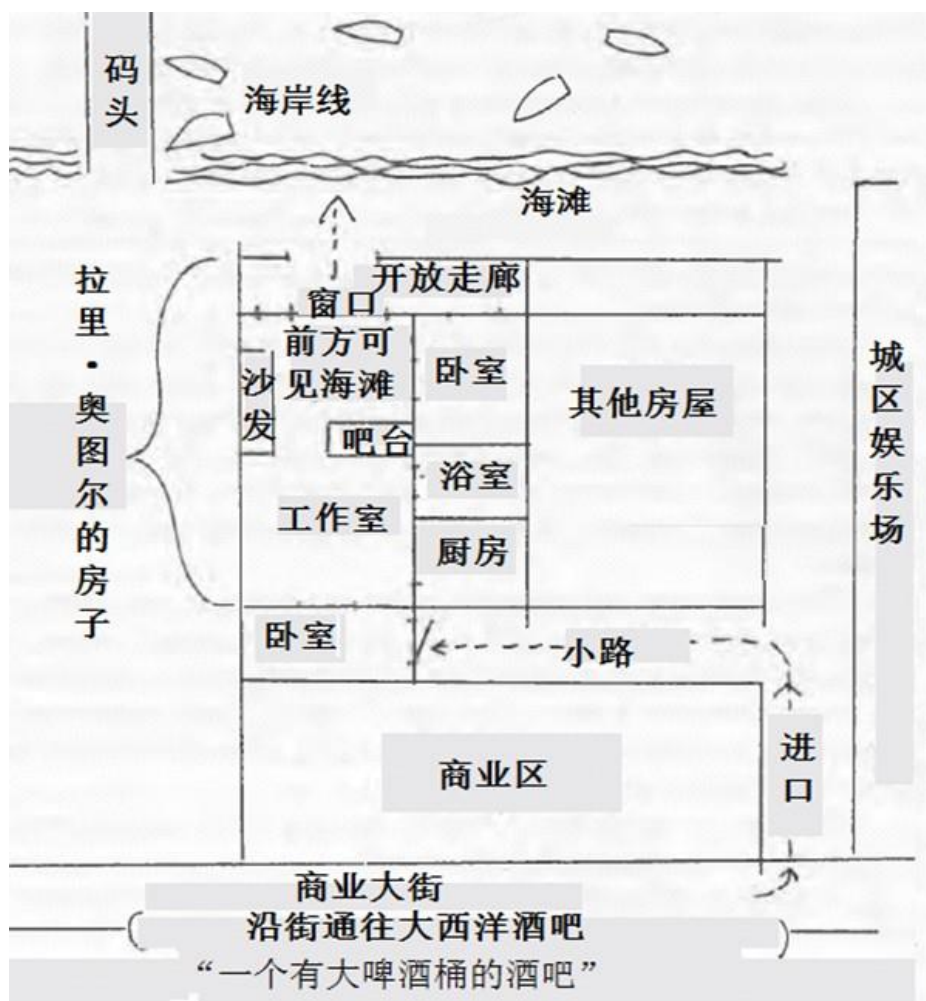 码头
海岸线
海滩
拉里·奥图尔的房子
开放走廊
窗口
前方可
见海滩
沙发
卧室
其他房屋
城区娱乐场
吧台
浴室
工作室
厨房
卧室
小路
进口
商业区
商业大街
沿街通往大西洋酒吧
“一个有大啤酒桶的酒吧”